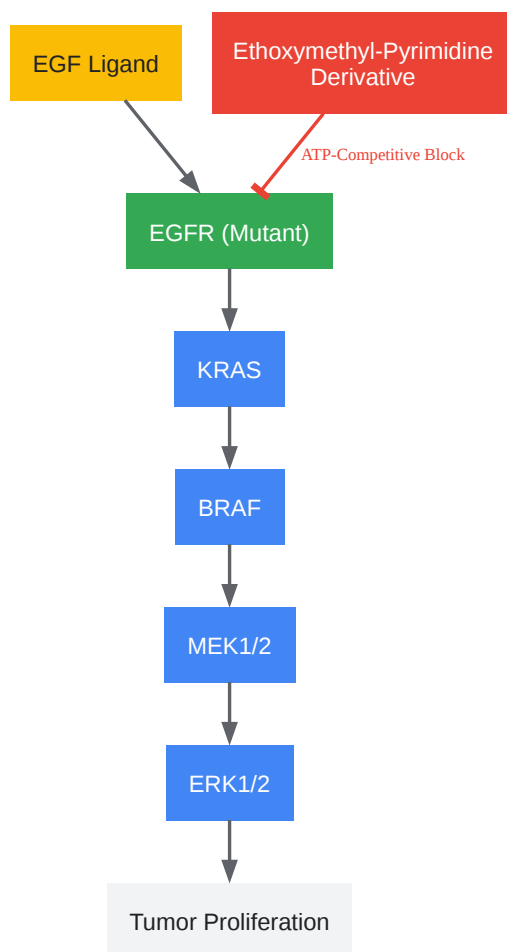 EGF Ligand
Ethoxymethyl-Pyrimidine
Derivative
ATP-Competitive Block
EGFR (Mutant)
KRAS
BRAF
MEK1/2
ERK1/2
Tumor Proliferation